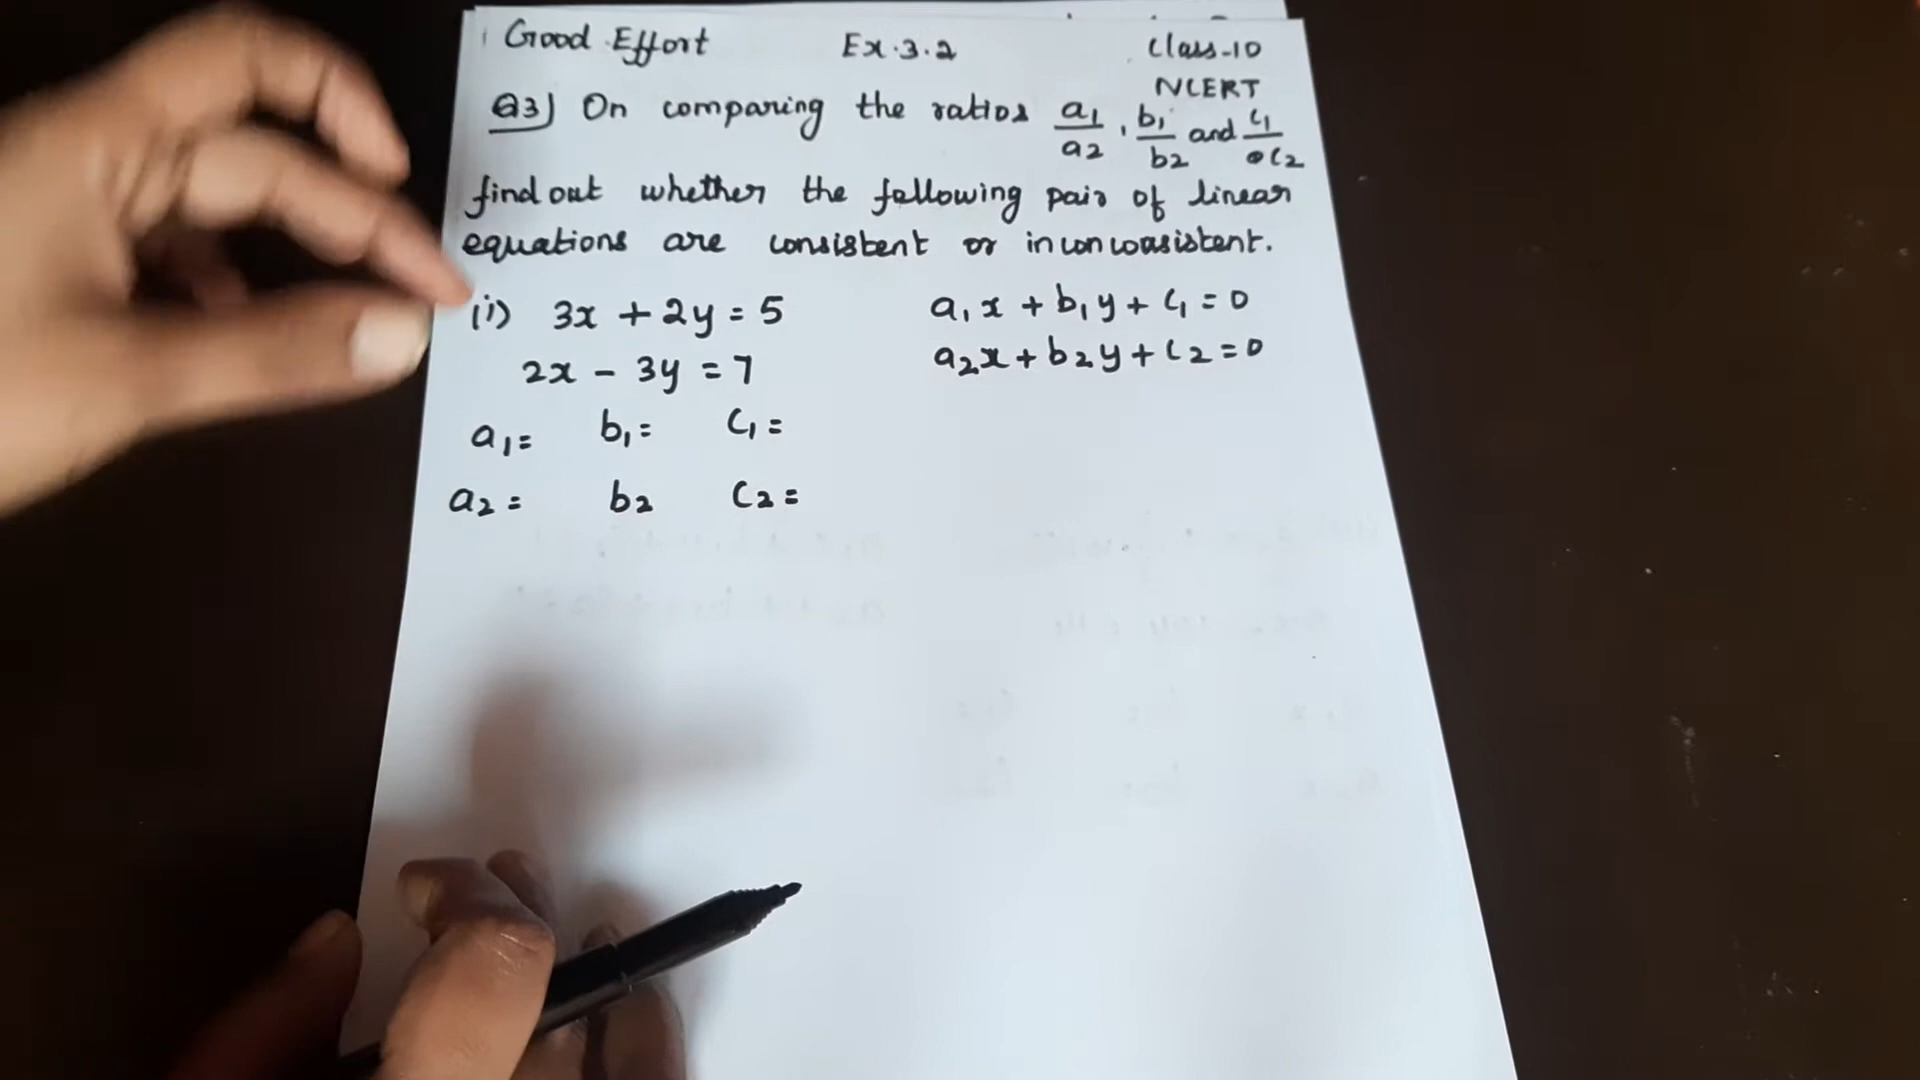 Good Effort Ex.3.2 Class-10
NCERT
Q3) On comparing the ratios a1/a2, b1/b2 and c1/c2
find out whether the following pair of linear
equations are consistent or inconconsistent.
(i) 3x + 2y = 5 a1x + b1y + c1 = 0
2x - 3y = 7 a2x + b2y + c2 = 0
a1= b1= c1=
a2= b2 c2=